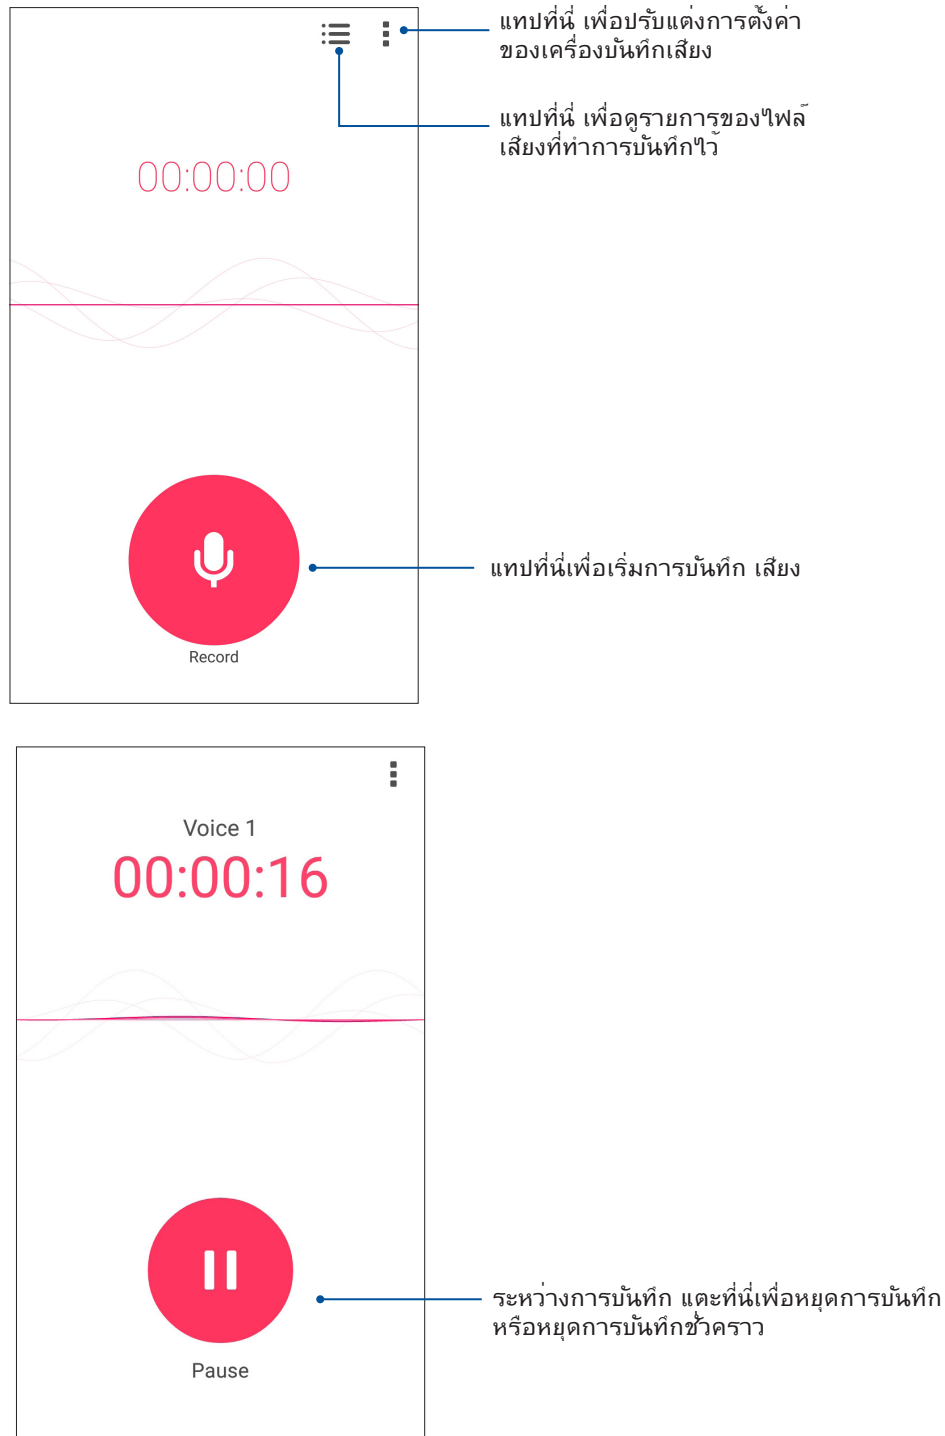 แทปที่นี่ เพื่อปรับแต่งการตั้งค่า
ของเครื่องบันทึกเสียง
แทปที่นี่ เพื่อดูรายการของไฟล์
เสียงที่ทำการบันทึกไว้
00:00:00
แทปที่นี่เพื่อเริ่มการบันทึก เสียง
Record
Voice 1
00:00:16
ระหว่างการบันทึก แตะที่นี่เพื่อหยุดการบันทึก
หรือหยุดการบันทึกชั่วคราว
Pause